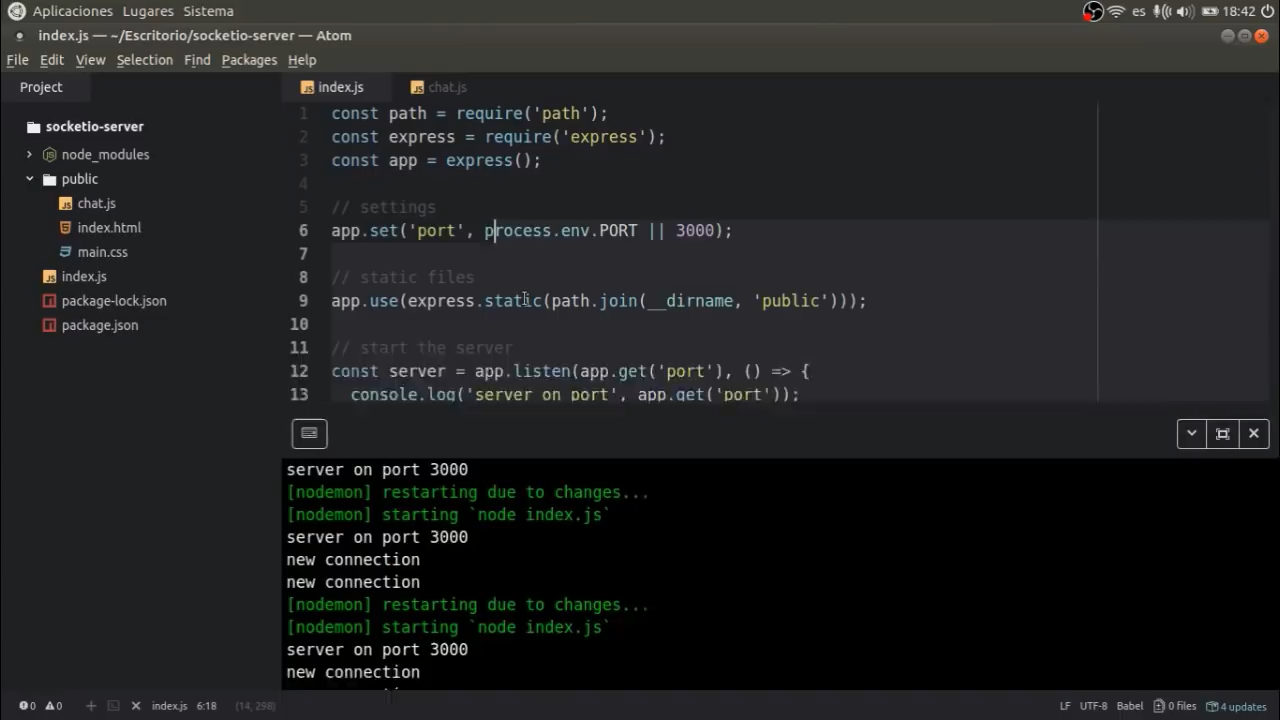 Aplicaciones Lugares Sistema
es 18:42
index.js — ~/Escritorio/socketio-server — Atom
File Edit View Selection Find Packages Help
Project
index.js
chat.js
socketio-server
node_modules
public
chat.js
index.html
main.css
index.js
package-lock.json
package.json
1 const path = require('path');
2 const express = require('express');
3 const app = express();
4
5 // settings
6 app.set('port', process.env.PORT || 3000);
7
8 // static files
9 app.use(express.static(path.join(__dirname, 'public')));
10
11 // start the server
12 const server = app.listen(app.get('port'), () => {
13 console.log('server on port', app.get('port'));
server on port 3000
[nodemon] restarting due to changes...
[nodemon] starting `node index.js`
server on port 3000
new connection
new connection
[nodemon] restarting due to changes...
[nodemon] starting `node index.js`
server on port 3000
new connection
0 0 index.js 6:18 (14, 298) LF UTF-8 Babel 0 files 4 updates